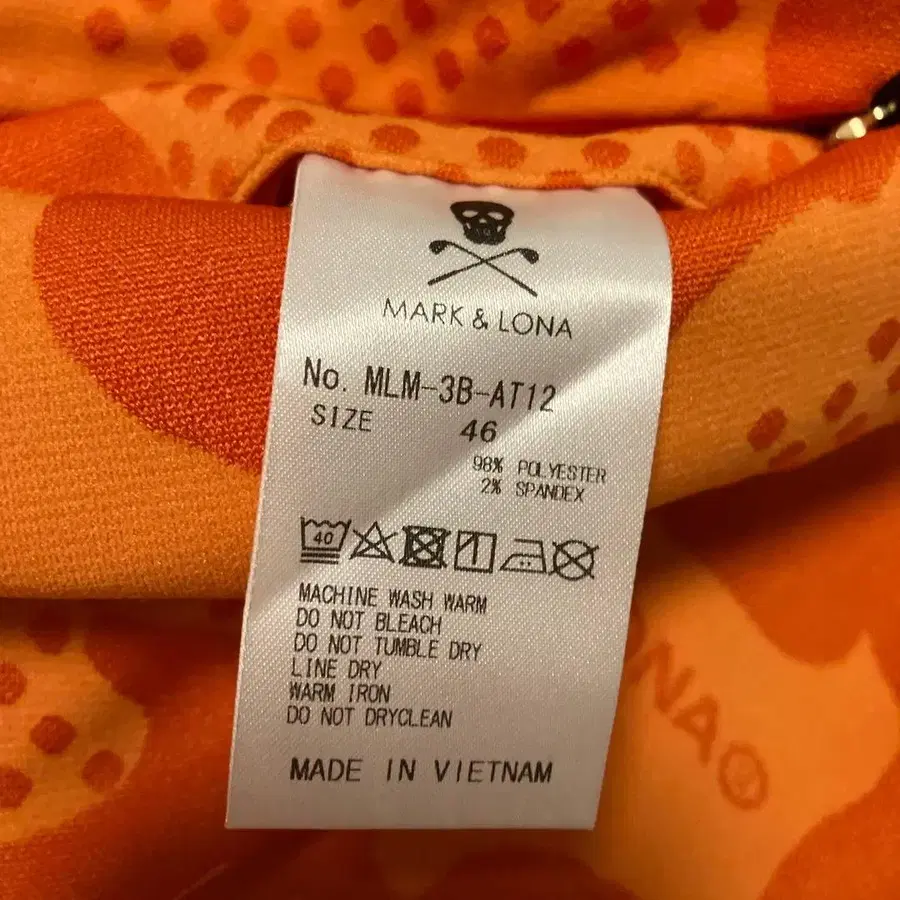 MARK & LONA
No. MLM-3B-AT12
SIZE 46
98% POLYESTER
2% SPANDEX
40
MACHINE WASH WARM
DO NOT BLEACH
DO NOT TUMBLE DRY
LINE DRY
WARM IRON
DO NOT DRYCLEAN
MADE IN VIETNAM
NA